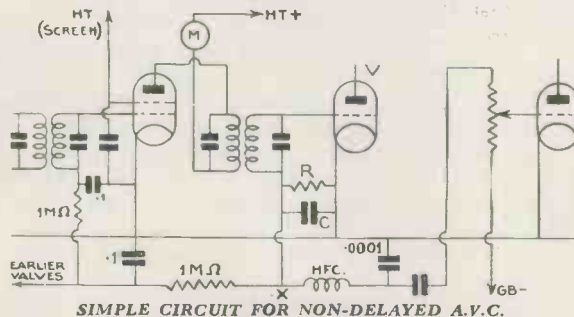 HT
(SCREEN)
HT+
M
V
R
C
.1
1MΩ
.1
1MΩ
HFC.
.0001
X
GB-
EARLIER
VALVES
SIMPLE CIRCUIT FOR NON-DELAYED A.V.C.